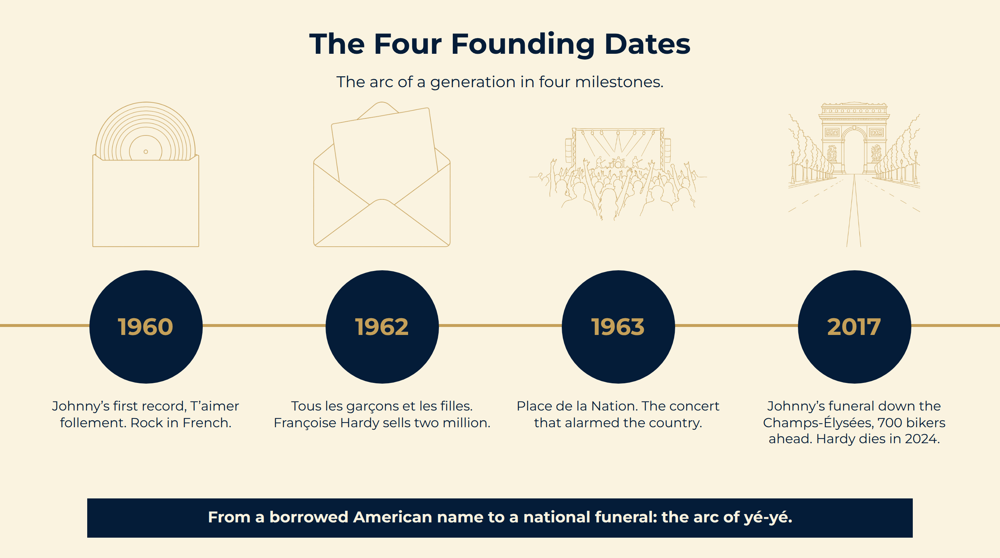 The Four Founding Dates
The arc of a generation in four milestones.
1960
1962
1963
2017
Johnny’s first record, T’aimer
follement. Rock in French.
Tous les garçons et les filles.
Françoise Hardy sells two million.
Place de la Nation. The concert
that alarmed the country.
Johnny’s funeral down the
Champs-Élysées, 700 bikers
ahead. Hardy dies in 2024.
From a borrowed American name to a national funeral: the arc of yé-yé.